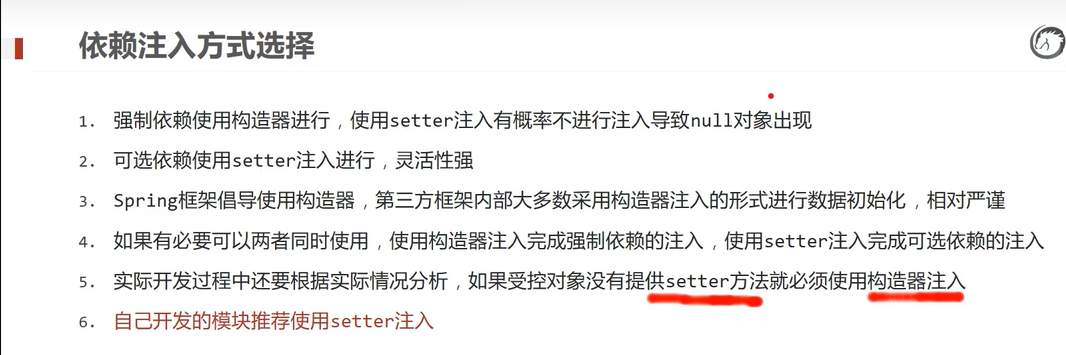 依赖注入方式选择
1. 强制依赖使用构造器进行，使用setter注入有概率不进行注入导致null对象出现
2. 可选依赖使用setter注入进行，灵活性强
3. Spring框架倡导使用构造器，第三方框架内部大多数采用构造器注入的形式进行数据初始化，相对严谨
4. 如果有必要可以两者同时使用，使用构造器注入完成强制依赖的注入，使用setter注入完成可选依赖的注入
5. 实际开发过程中还要根据实际情况分析，如果受控对象没有提供setter方法就必须使用构造器注入
6. 自己开发的模块推荐使用setter注入